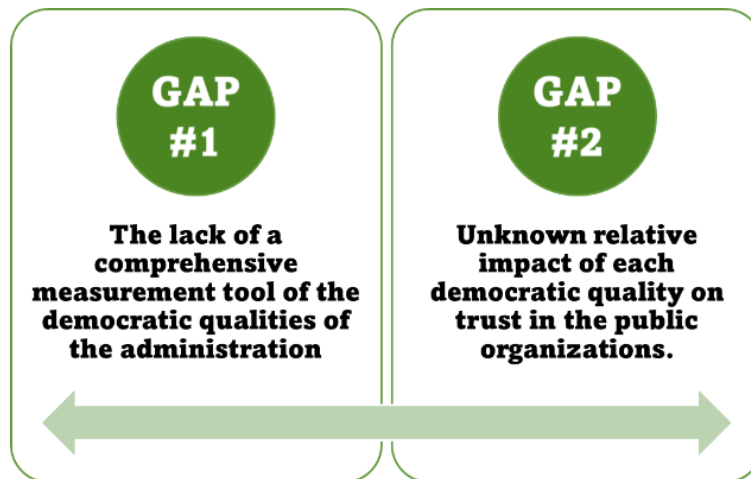 GAP
#1
The lack of a
comprehensive
measurement tool of the
democratic qualities of
the administration
GAP
#2
Unknown relative
impact of each
democratic quality on
trust in the public
organizations.